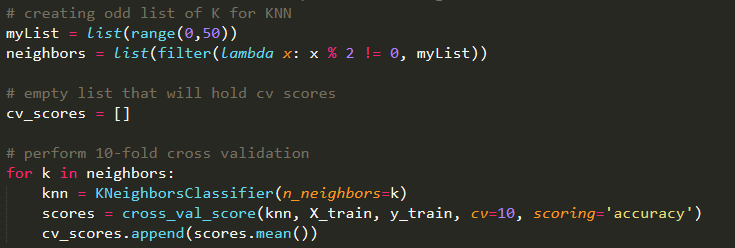 # creating odd list of K for KNN
myList = list(range(0,50))
neighbors = list(filter(lambda x: x % 2 != 0, myList))
# empty list that will hold cv scores
cv_scores = []
# perform 10-fold cross validation
for k in neighbors:
    knn = KNeighborsClassifier(n_neighbors=k)
    scores = cross_val_score(knn, X_train, y_train, cv=10, scoring='accuracy')
    cv_scores.append(scores.mean())